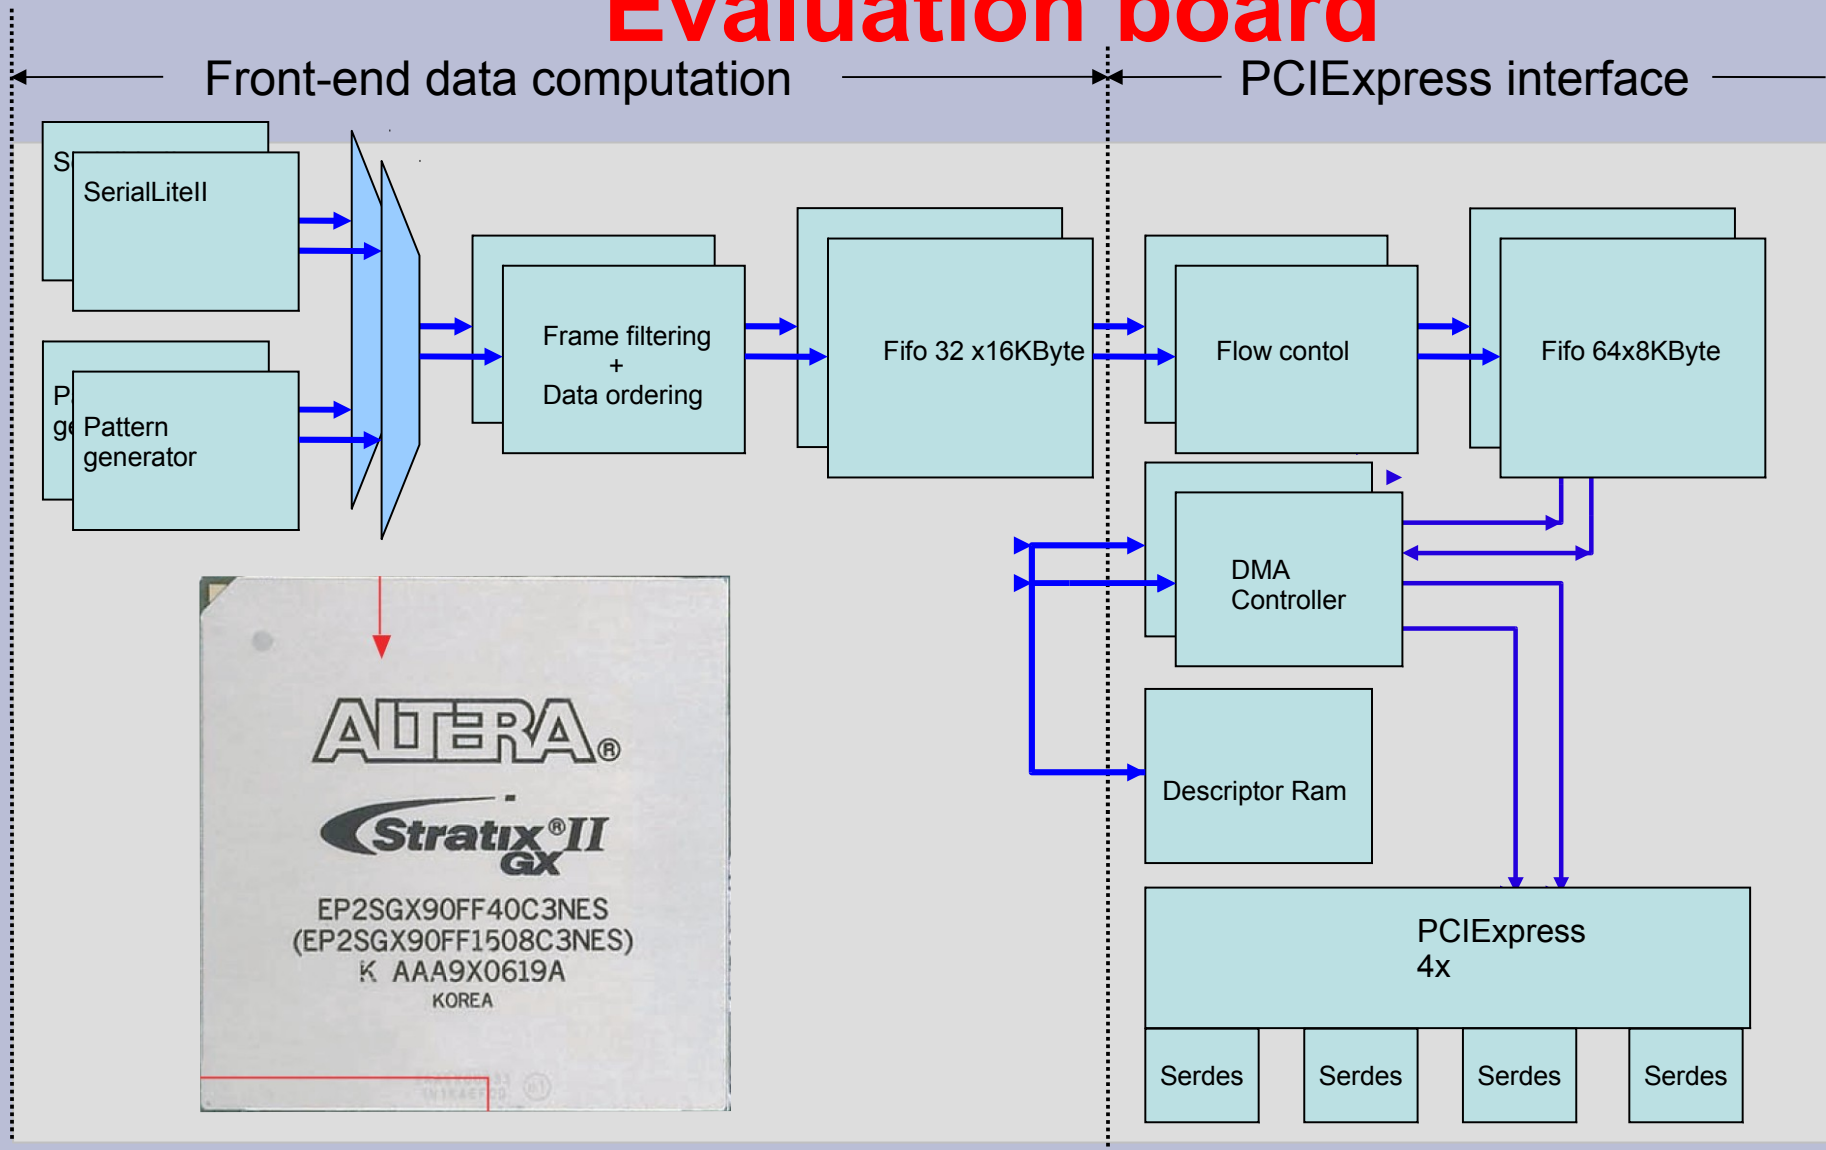 Evaluation board
Front-end data computation
PCIExpress interface
SerialLiteII
Pattern
generator
Frame filtering
+
Data ordering
Fifo 32 x16KByte
Flow contol
Fifo 64x8KByte
DMA
Controller
Descriptor Ram
PCIExpress
4x
Serdes
Serdes
Serdes
Serdes
ALTERA®
Stratix® II
GX
EP2SGX90FF40C3NES
(EP2SGX90FF1508C3NES)
K AAA9X0619A
KOREA